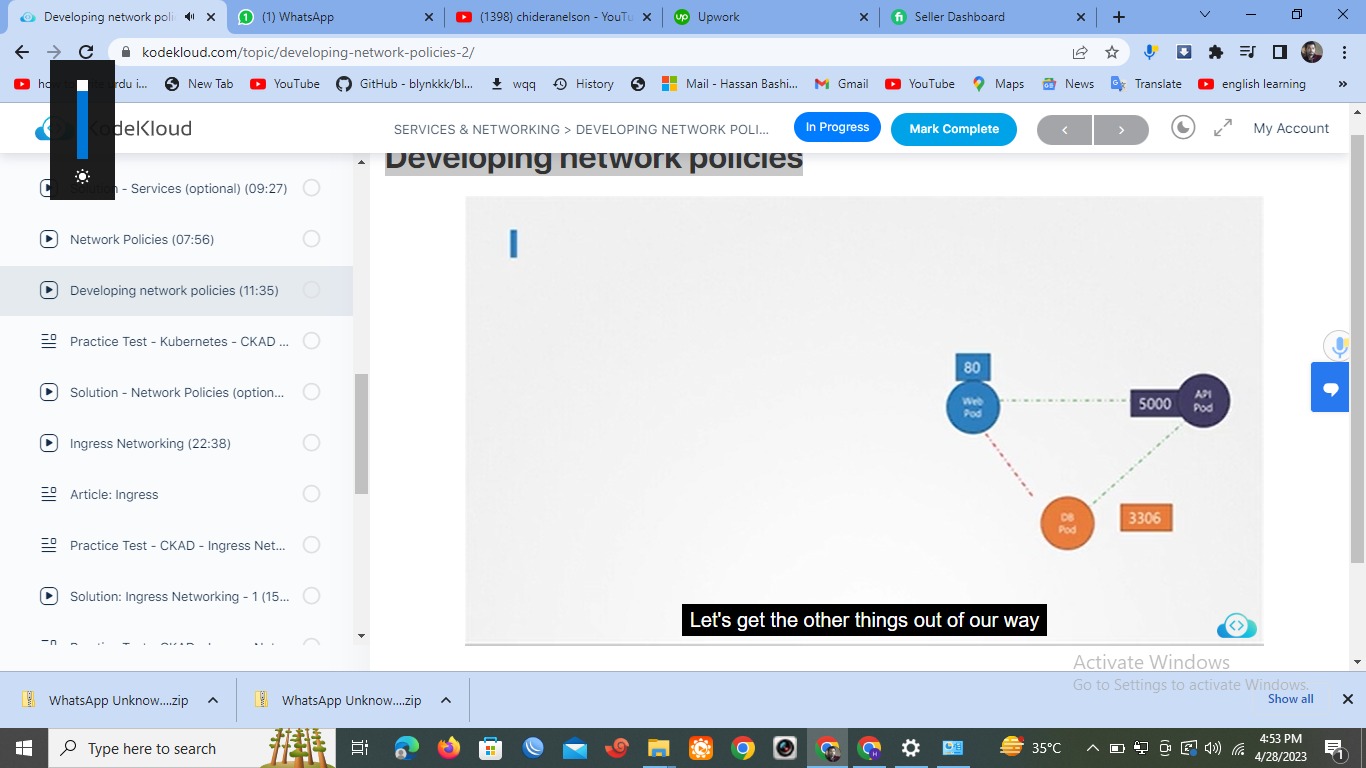 Developing network poli
(1) WhatsApp
(1398) chideranelson - YouTu
Upwork
Seller Dashboard
kodekloud.com/topic/developing-network-policies-2/
urdu i...
New Tab
YouTube
GitHub - blynkkk/bl...
wqq
History
Mail - Hassan Bashi...
Gmail
YouTube
Maps
News
Translate
english learning
»
KodeKloud
SERVICES & NETWORKING > DEVELOPING NETWORK POLI...
In Progress
Mark Complete
My Account
Developing network policies
Solution - Services (optional) (09:27)
Network Policies (07:56)
Developing network policies (11:35)
Practice Test - Kubernetes - CKAD ...
Solution - Network Policies (option...
Ingress Networking (22:38)
Article: Ingress
Practice Test - CKAD - Ingress Net...
Solution: Ingress Networking - 1 (15...
80
Web
Pod
5000
API
Pod
DB
Pod
3306
Let's get the other things out of our way
Activate Windows
Go to Settings to activate Windows.
WhatsApp Unknow....zip
WhatsApp Unknow....zip
Show all
Type here to search
35°C
4:53 PM
4/28/2023
1